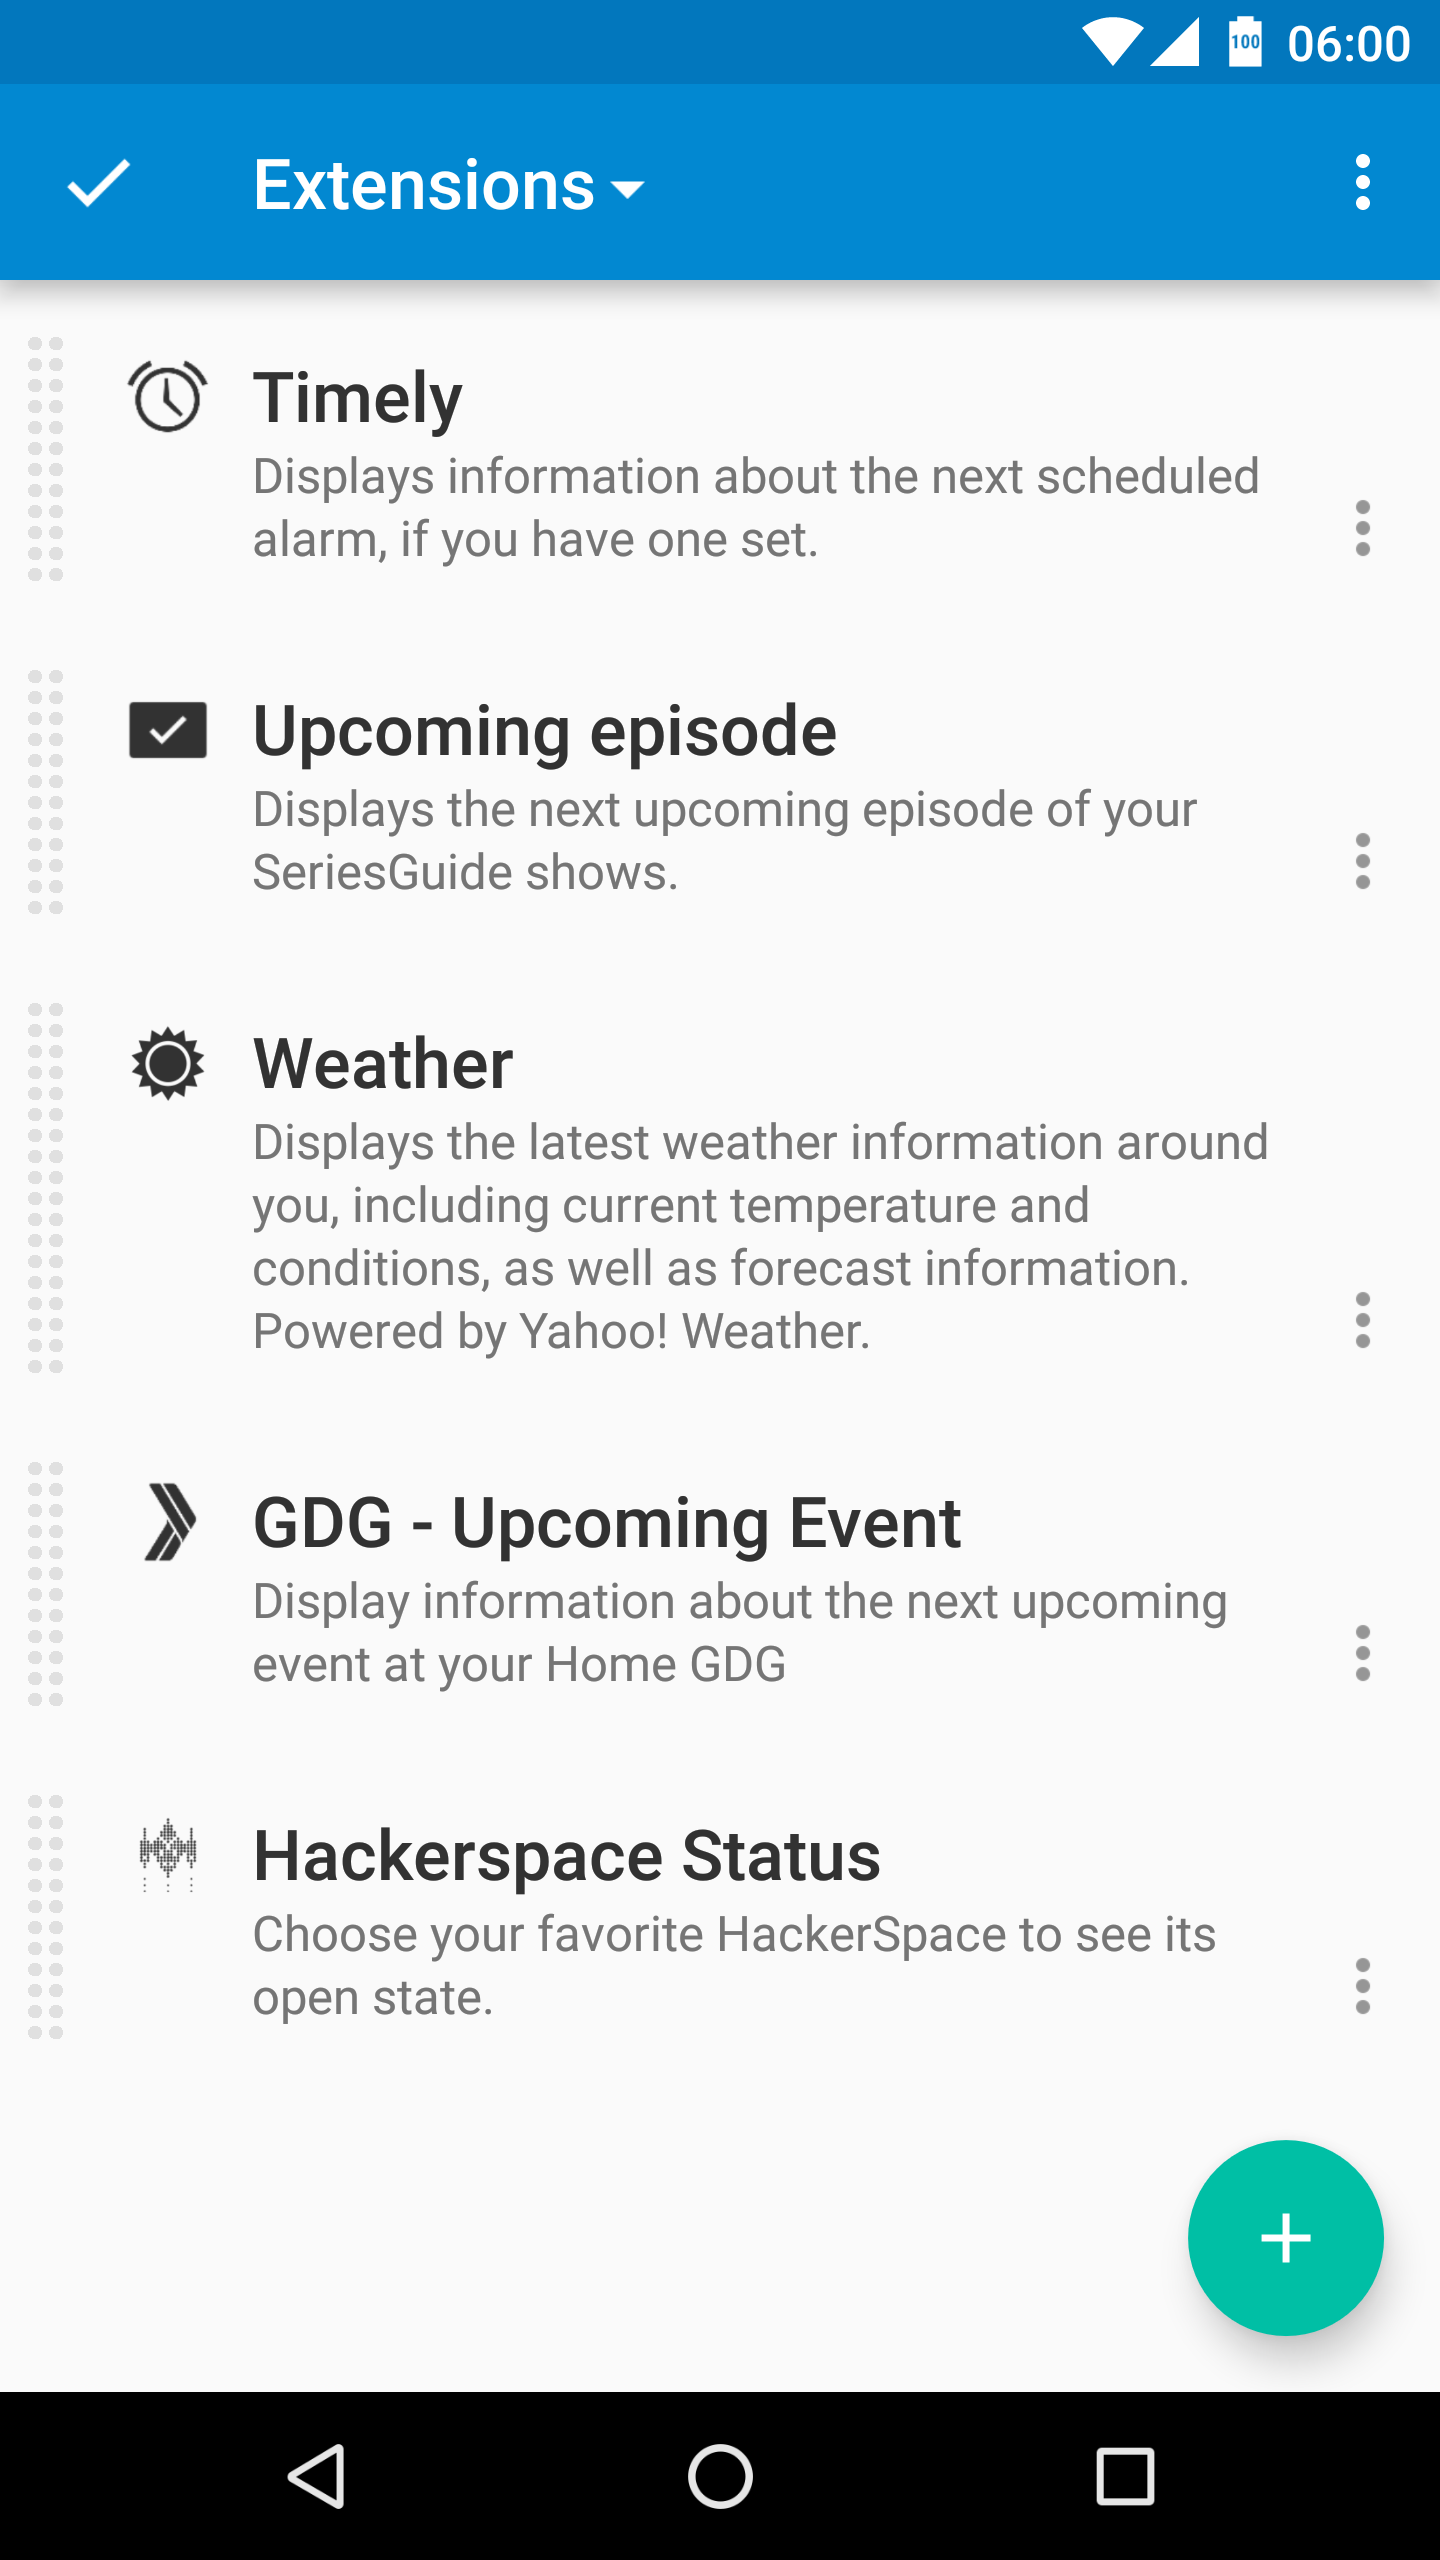 100 06:00
Extensions
Timely
Displays information about the next scheduled
alarm, if you have one set.
Upcoming episode
Displays the next upcoming episode of your
SeriesGuide shows.
Weather
Displays the latest weather information around
you, including current temperature and
conditions, as well as forecast information.
Powered by Yahoo! Weather.
GDG - Upcoming Event
Display information about the next upcoming
event at your Home GDG
Hackerspace Status
Choose your favorite HackerSpace to see its
open state.